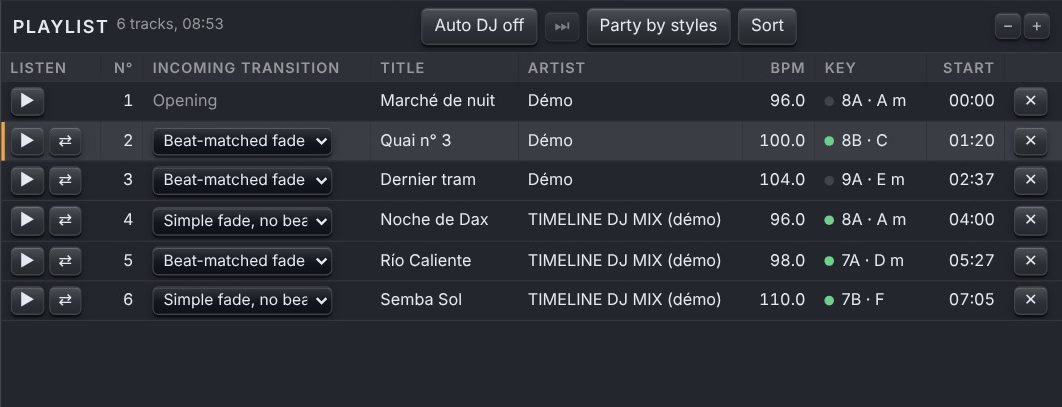 PLAYLIST 6 tracks, 08:53 Auto DJ off Party by styles Sort − +
LISTEN N° INCOMING TRANSITION TITLE ARTIST BPM KEY START
1 Opening Marché de nuit Démo 96.0 8A · A m 00:00 ×
2 Beat-matched fade Quai n° 3 Démo 100.0 8B · C 01:20 ×
3 Beat-matched fade Dernier tram Démo 104.0 9A · E m 02:37 ×
4 Simple fade, no bea Noche de Dax TIMELINE DJ MIX (démo) 96.0 8A · A m 04:00 ×
5 Beat-matched fade Río Caliente TIMELINE DJ MIX (démo) 98.0 7A · D m 05:27 ×
6 Simple fade, no bea Semba Sol TIMELINE DJ MIX (démo) 110.0 7B · F 07:05 ×